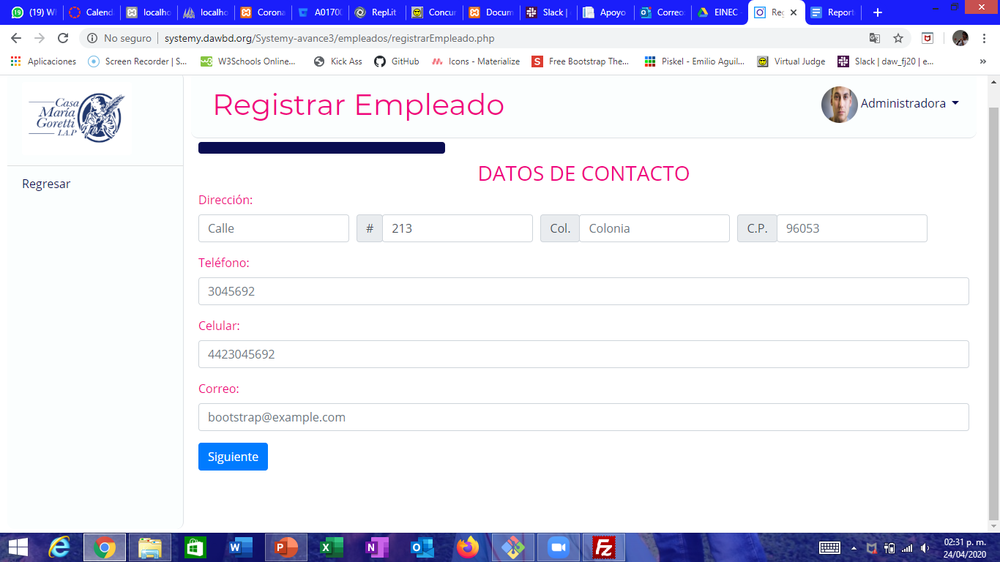 (19) W
Calend
localho
localho
Corona
A0170
Repl.it
Concur
Docum
Slack |
Apoyo
Correo
EINEC
Re
Report
No seguro | systemy.dawbd.org/Systemy-avance3/empleados/registrarEmpleado.php
Aplicaciones
Screen Recorder | S...
W3Schools Online...
Kick Ass
GitHub
Icons - Materialize
Free Bootstrap The...
Piskel - Emilio Aguil...
Virtual Judge
Slack | daw_fj20 | e...
»
Casa
María
Goretti
I.A.P
Registrar Empleado
Administradora
Regresar
DATOS DE CONTACTO
Dirección:
Calle
# 213
Col. Colonia
C.P. 96053
Teléfono:
3045692
Celular:
4423045692
Correo:
bootstrap@example.com
Siguiente
02:31 p. m.
24/04/2020